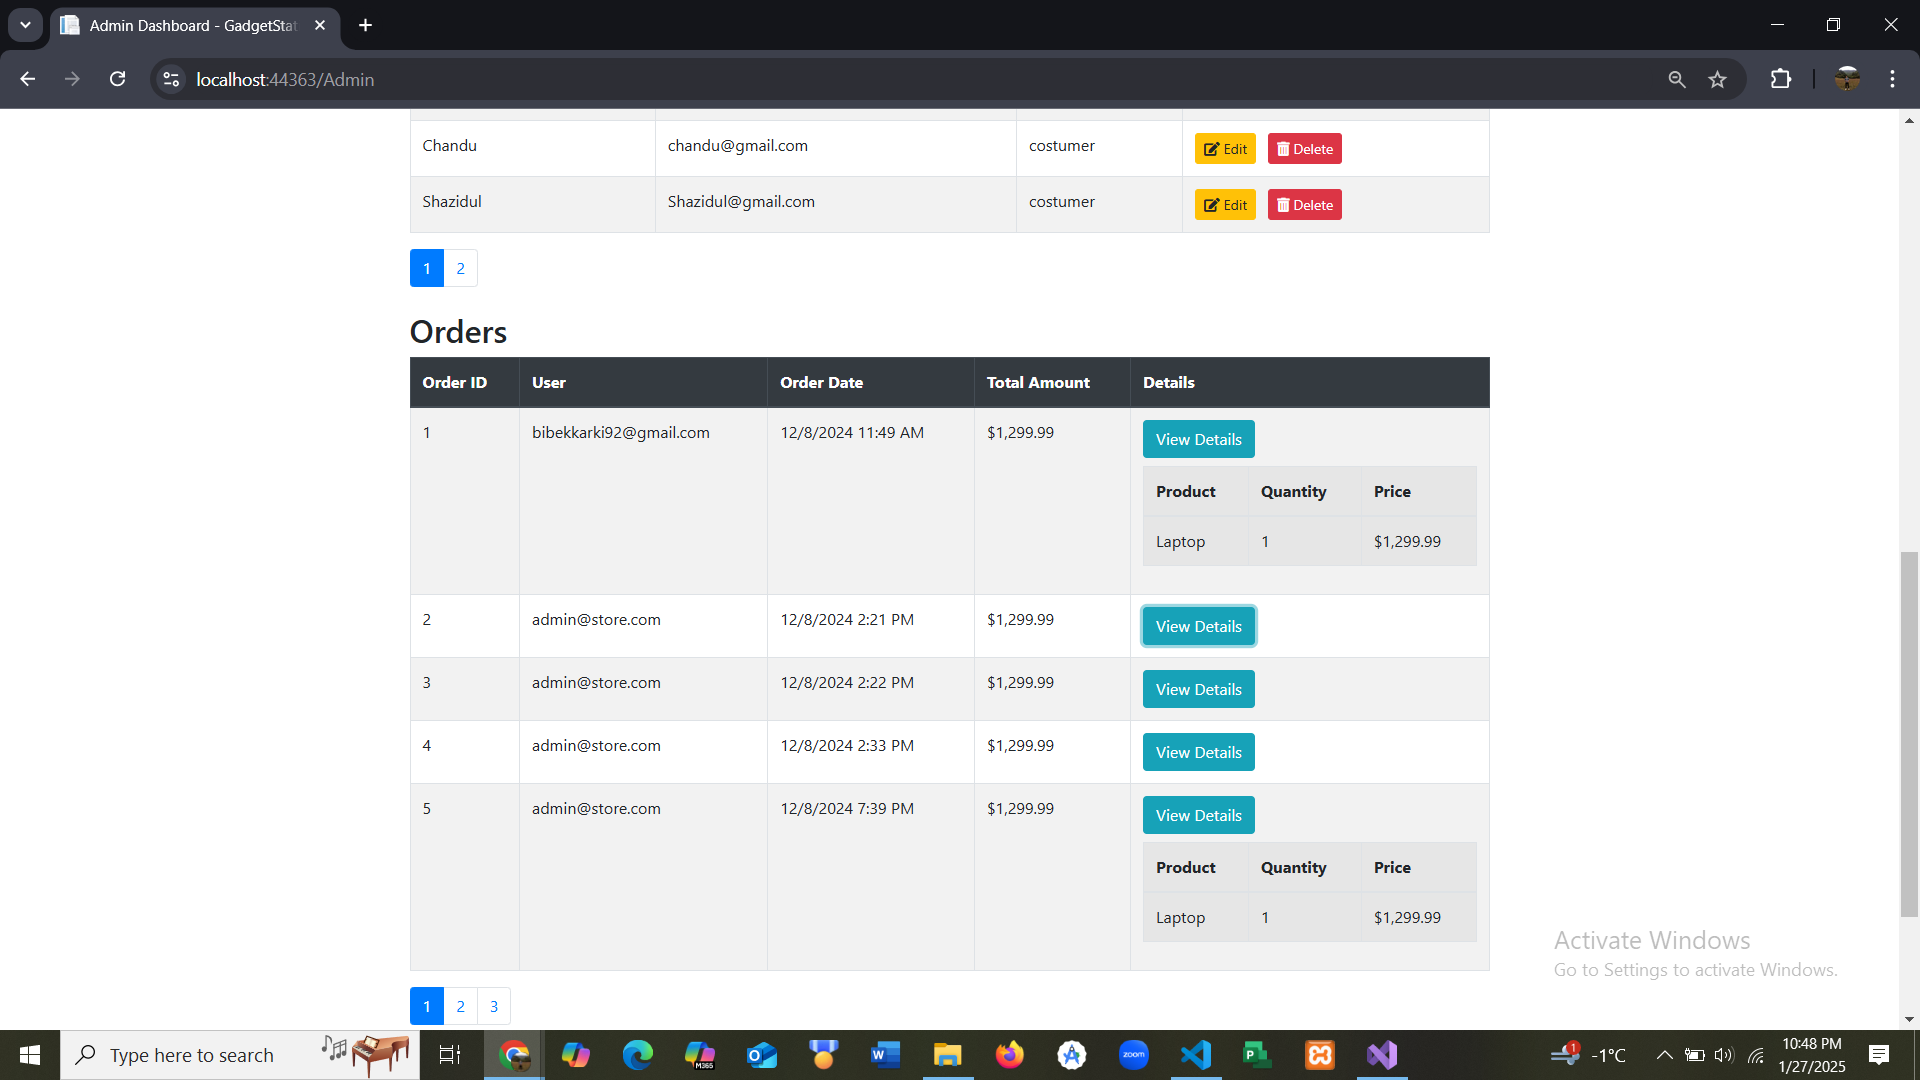 Admin Dashboard - GadgetStat
localhost:44363/Admin
Chandu chandu@gmail.com costumer Edit Delete
Shazidul Shazidul@gmail.com costumer Edit Delete
1 2
Orders
Order ID User Order Date Total Amount Details
1 bibekkarki92@gmail.com 12/8/2024 11:49 AM $1,299.99 View Details
Product Quantity Price
Laptop 1 $1,299.99
2 admin@store.com 12/8/2024 2:21 PM $1,299.99 View Details
3 admin@store.com 12/8/2024 2:22 PM $1,299.99 View Details
4 admin@store.com 12/8/2024 2:33 PM $1,299.99 View Details
5 admin@store.com 12/8/2024 7:39 PM $1,299.99 View Details
Product Quantity Price
Laptop 1 $1,299.99
Activate Windows
Go to Settings to activate Windows.
1 2 3
Type here to search
M365
zoom
1
-1°C
10:48 PM
1/27/2025